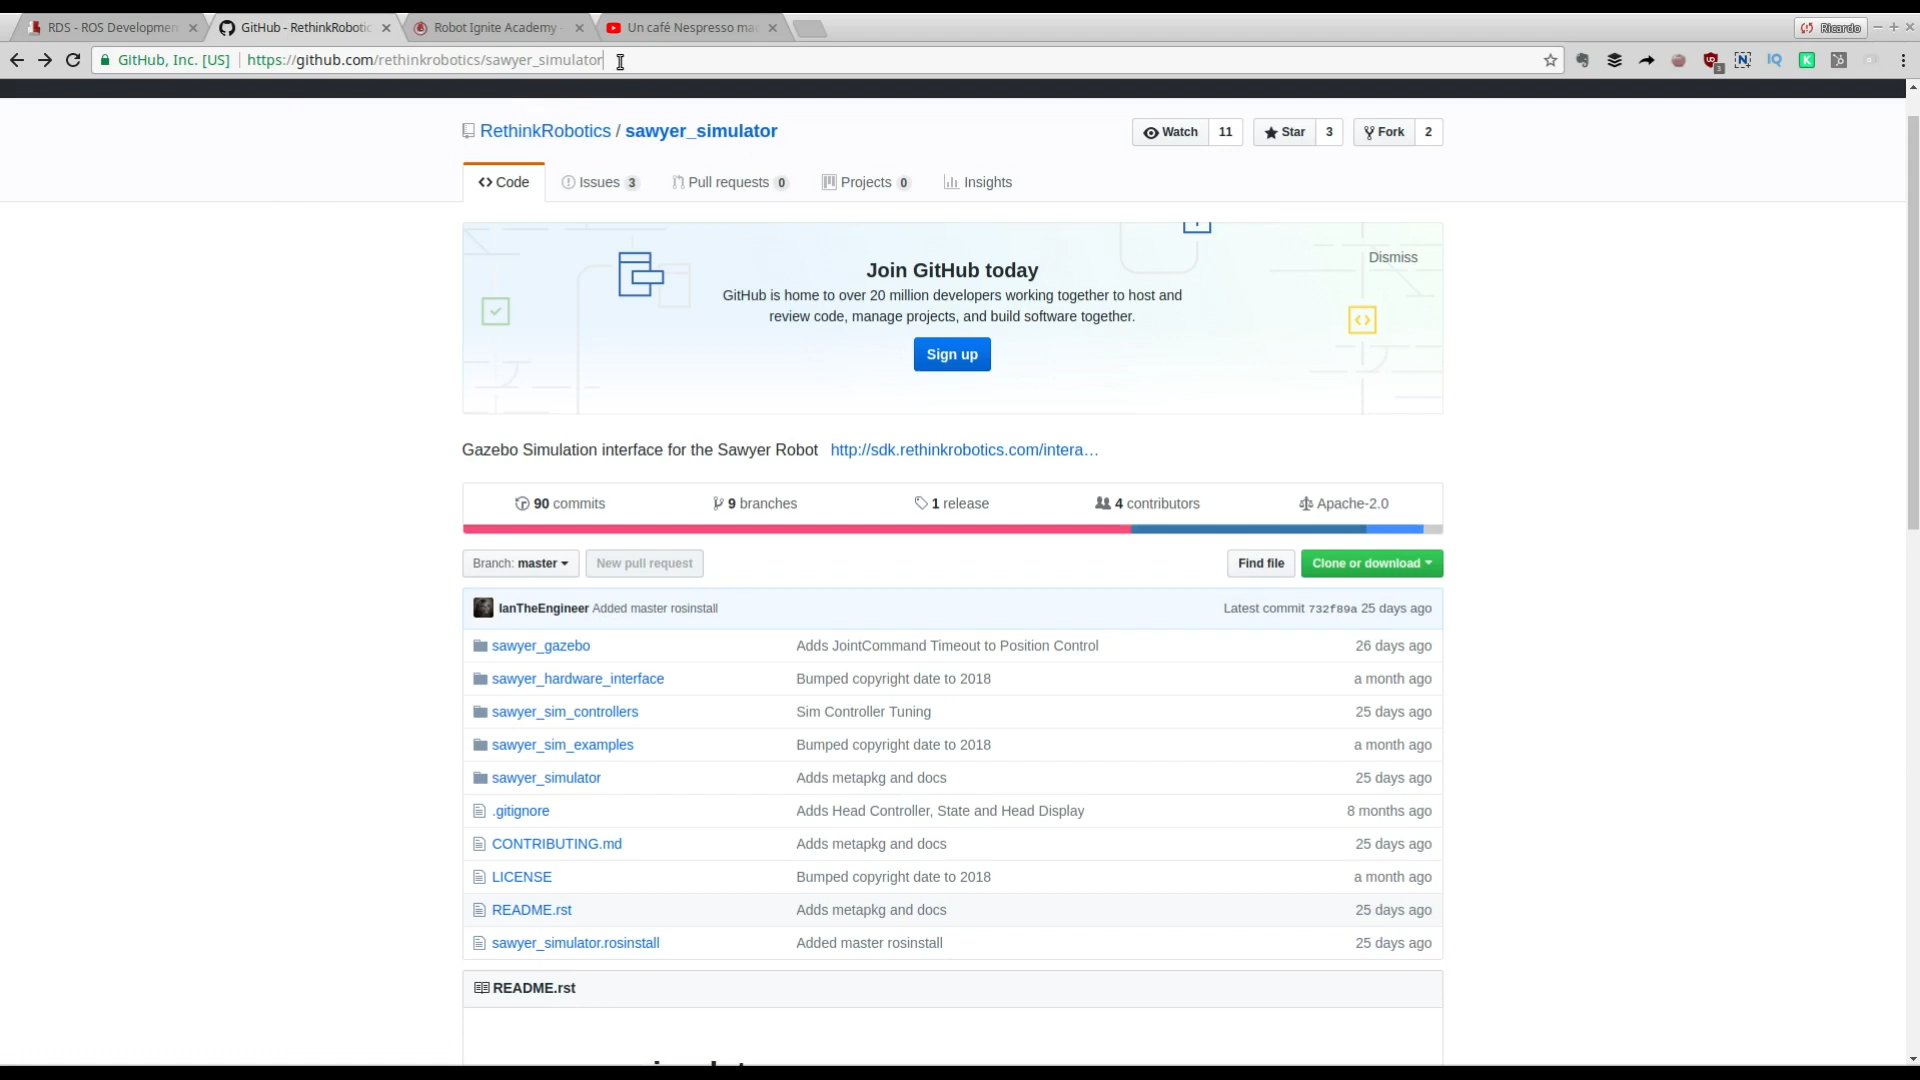 RDS - ROS Developmen
GitHub - RethinkRobotic
Robot Ignite Academy -
Un café Nespresso ma
Ricardo
GitHub, Inc. [US] https://github.com/rethinkrobotics/sawyer_simulator
RethinkRobotics / sawyer_simulator
Watch 11 Star 3 Fork 2
Code Issues 3 Pull requests 0 Projects 0 Insights
Dismiss
Join GitHub today
GitHub is home to over 20 million developers working together to host and
review code, manage projects, and build software together.
Sign up
Gazebo Simulation interface for the Sawyer Robot http://sdk.rethinkrobotics.com/intera…
90 commits 9 branches 1 release 4 contributors Apache-2.0
Branch: master New pull request Find file Clone or download
IanTheEngineer Added master rosinstall Latest commit 732f89a 25 days ago
sawyer_gazebo Adds JointCommand Timeout to Position Control 26 days ago
sawyer_hardware_interface Bumped copyright date to 2018 a month ago
sawyer_sim_controllers Sim Controller Tuning 25 days ago
sawyer_sim_examples Bumped copyright date to 2018 a month ago
sawyer_simulator Adds metapkg and docs 25 days ago
.gitignore Adds Head Controller, State and Head Display 8 months ago
CONTRIBUTING.md Adds metapkg and docs 25 days ago
LICENSE Bumped copyright date to 2018 a month ago
README.rst Adds metapkg and docs 25 days ago
sawyer_simulator.rosinstall Added master rosinstall 25 days ago
README.rst